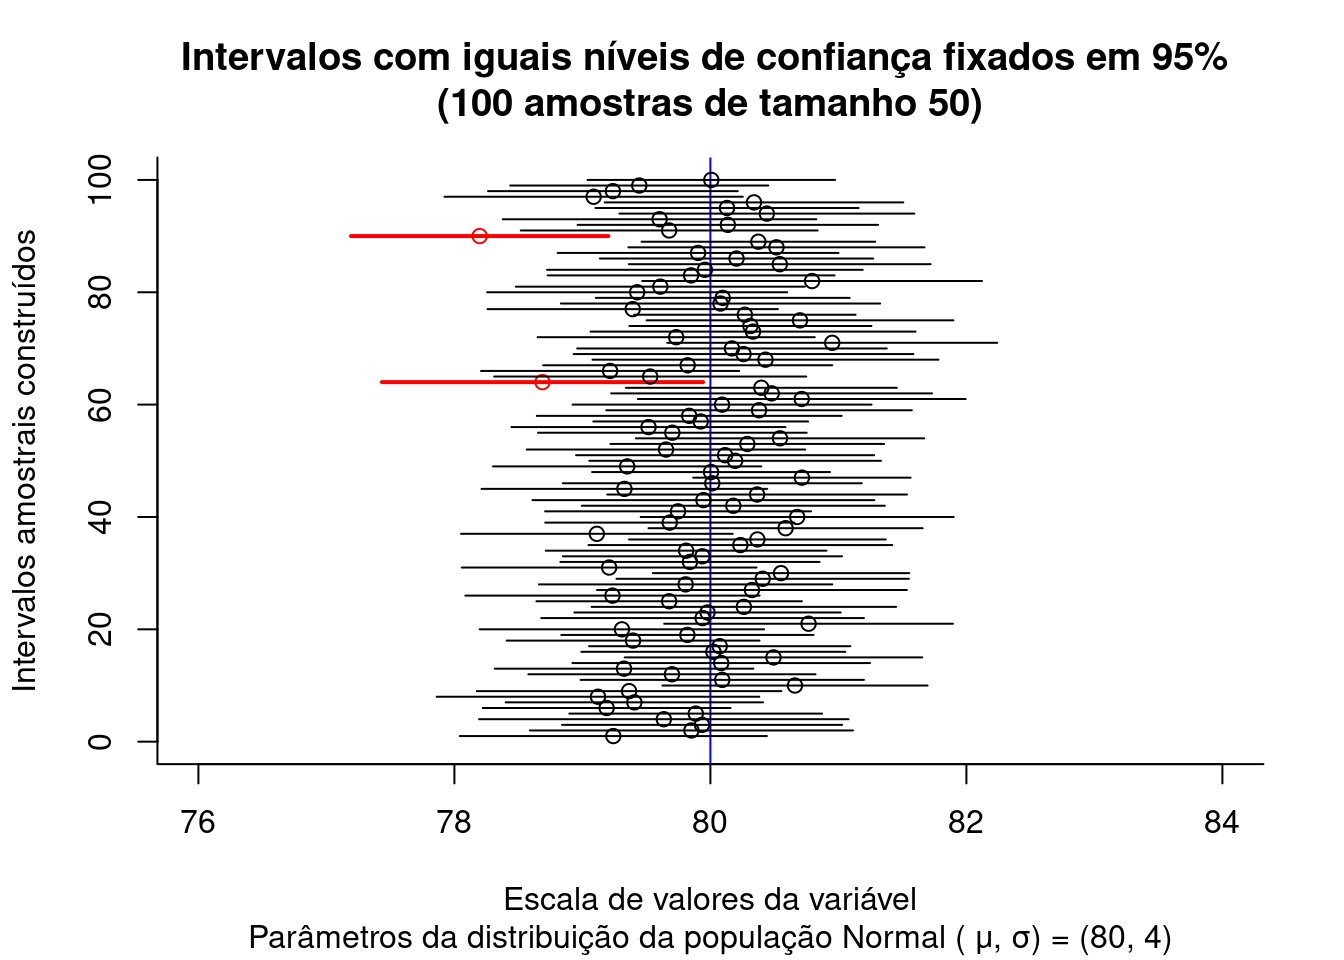 Intervalos com iguais níveis de confiança fixados em 95%
(100 amostras de tamanho 50)
Intervalos amostrais construídos
100
80
60
40
20
0
76 78 80 82 84
Escala de valores da variável
Parâmetros da distribuição da população Normal ( μ, σ) = (80, 4)